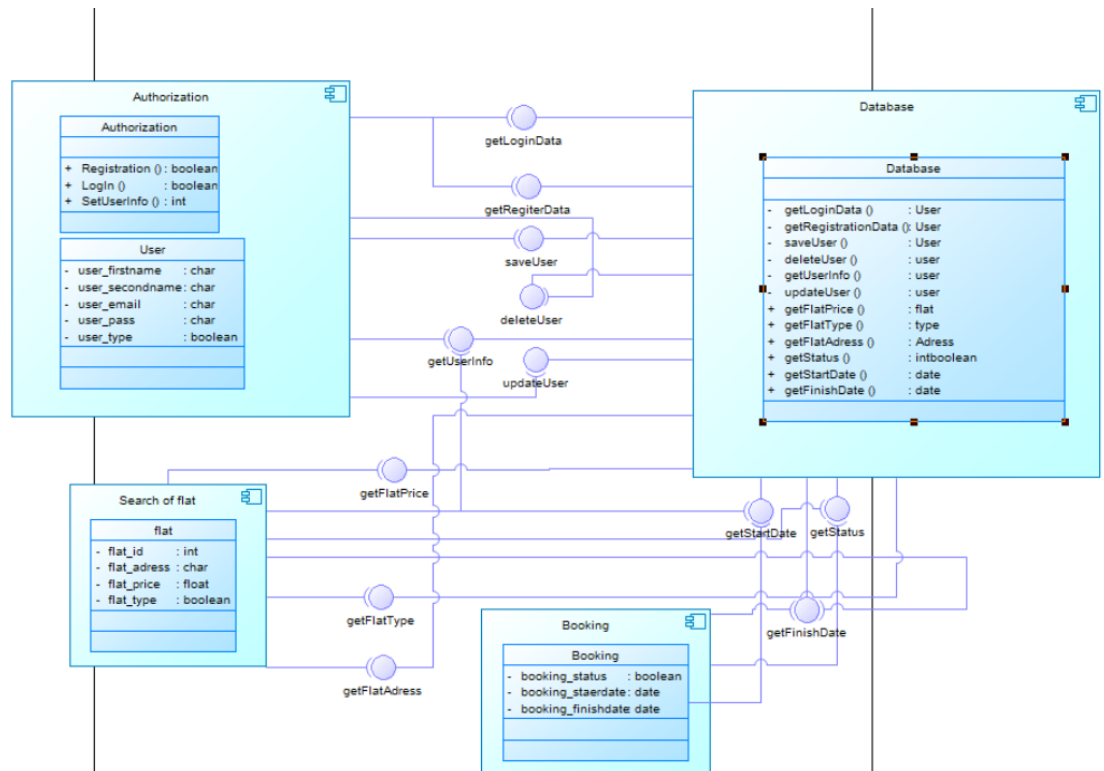 Authorization
Authorization
+ Registration () : boolean
+ LogIn () : boolean
+ SetUserInfo () : int
User
- user_firstname : char
- user_secondname : char
- user_email : char
- user_pass : char
- user_type : boolean
getLoginData
getRegiterData
saveUser
deleteUser
getUserInfo
updateUser
Database
Database
- getLoginData () : User
- getRegistrationData () : User
- saveUser () : User
- deleteUser () : user
- getUserInfo () : user
- updateUser () : user
+ getFlatPrice () : flat
+ getFlatType () : type
+ getFlatAdress () : Adress
+ getStatus () : intboolean
+ getStartDate () : date
+ getFinishDate () : date
getFlatPrice
Search of flat
flat
- flat_id : int
- flat_adress : char
- flat_price : float
- flat_type : boolean
getStartDate
getStatus
getFlatType
getFinishDate
getFlatAdress
Booking
Booking
- booking_status : boolean
- booking_staerdate : date
- booking_finishdate : date